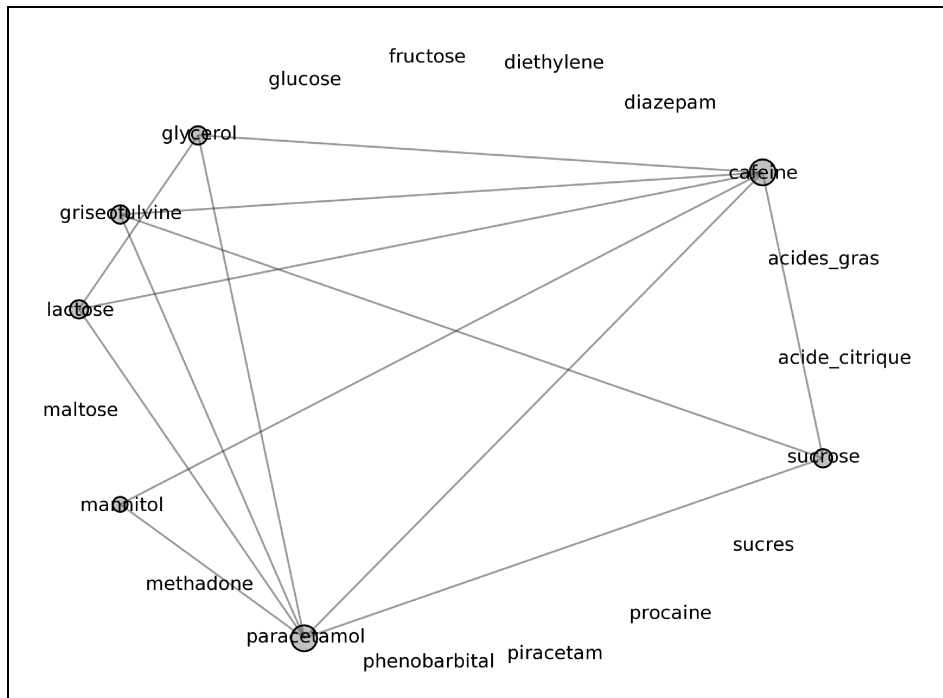 fructose
diethylene
glucose
diazepam
glycerol
cafeine
griseofulvine
acides_gras
lactose
acide_citrique
maltose
sucrose
mannitol
sucres
methadone
procaine
paracetamol
piracetam
phenobarbital